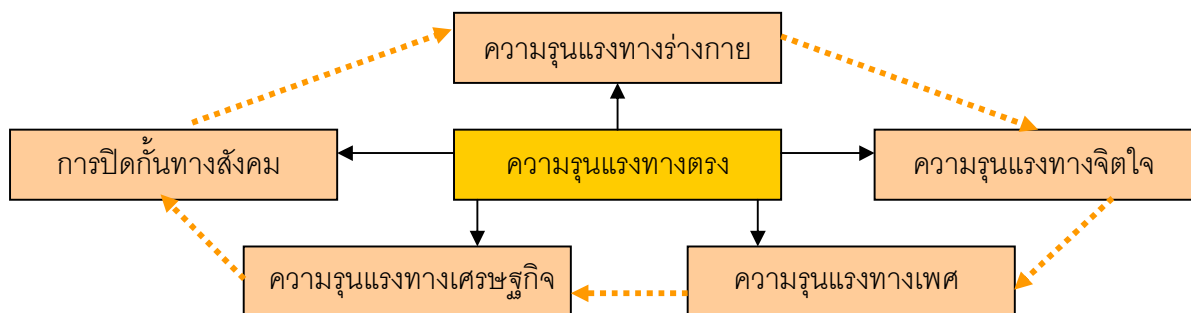 ความรุนแรงทางร่างกาย
การปิดกั้นทางสังคม
ความรุนแรงทางตรง
ความรุนแรงทางจิตใจ
ความรุนแรงทางเศรษฐกิจ
ความรุนแรงทางเพศ